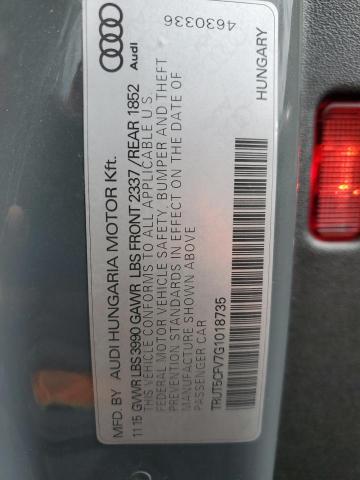 MFD. BY AUDI HUNGARIA MOTOR Kft.
11 15 GVWR LBS 3990 GAWR LBS FRONT 2337 / REAR 1852
THIS VEHICLE CONFORMS TO ALL APPLICABLE U.S.
FEDERAL MOTOR VEHICLE SAFETY, BUMPER AND THEFT
PREVENTION STANDARDS IN EFFECT ON THE DATE OF
MANUFACTURE SHOWN ABOVE
PASSENGER CAR
TRUT5CFV7G1018735
HUNGARY
Audi
4630336